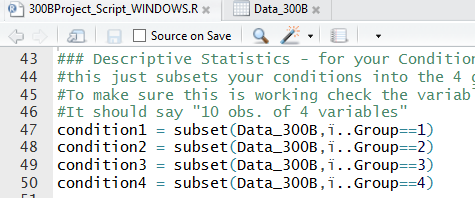 300BProject_Script_WINDOWS.R Data_300B
Source on Save
43 ### Descriptive Statistics - for your Condition
44 #this just subsets your conditions into the 4 g
45 #To make sure this is working check the variabl
46 #It should say "10 obs. of 4 variables"
47 condition1 = subset(Data_300B,ï..Group==1)
48 condition2 = subset(Data_300B,ï..Group==2)
49 condition3 = subset(Data_300B,ï..Group==3)
50 condition4 = subset(Data_300B,ï..Group==4)